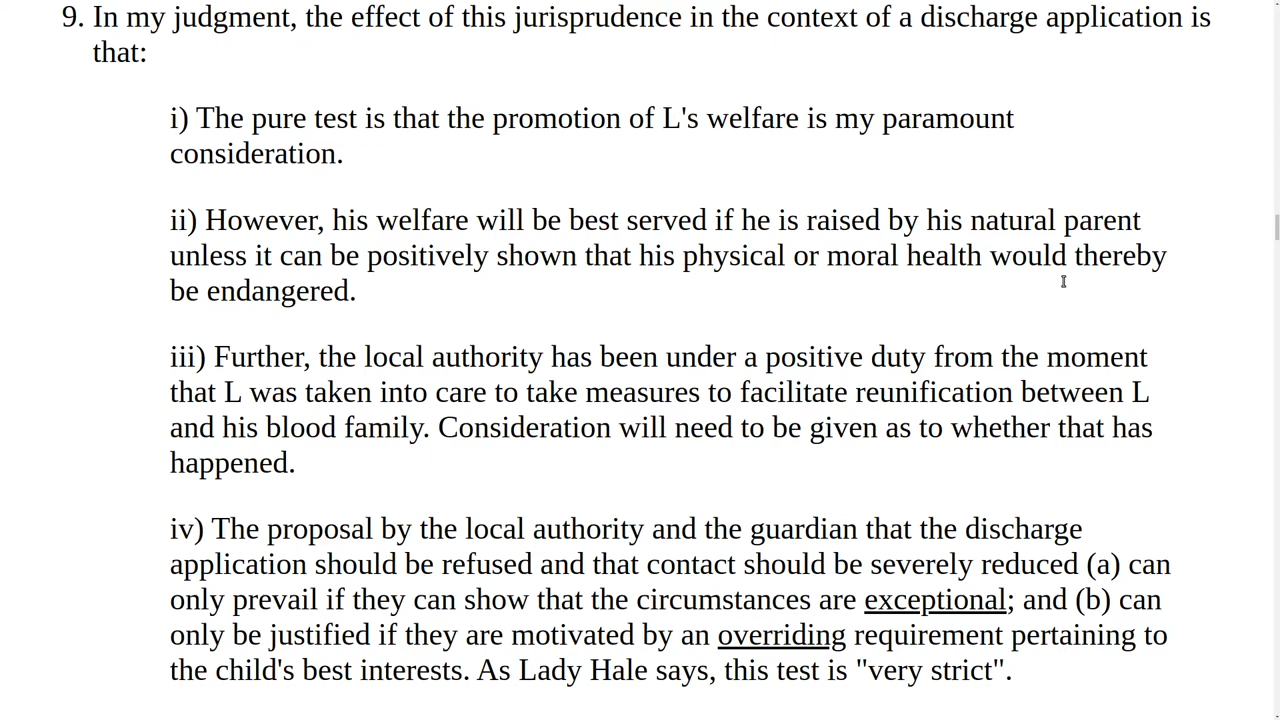 9. In my judgment, the effect of this jurisprudence in the context of a discharge application is
that:
i) The pure test is that the promotion of L's welfare is my paramount
consideration.
ii) However, his welfare will be best served if he is raised by his natural parent
unless it can be positively shown that his physical or moral health would thereby
be endangered.
iii) Further, the local authority has been under a positive duty from the moment
that L was taken into care to take measures to facilitate reunification between L
and his blood family. Consideration will need to be given as to whether that has
happened.
iv) The proposal by the local authority and the guardian that the discharge
application should be refused and that contact should be severely reduced (a) can
only prevail if they can show that the circumstances are exceptional; and (b) can
only be justified if they are motivated by an overriding requirement pertaining to
the child's best interests. As Lady Hale says, this test is "very strict".